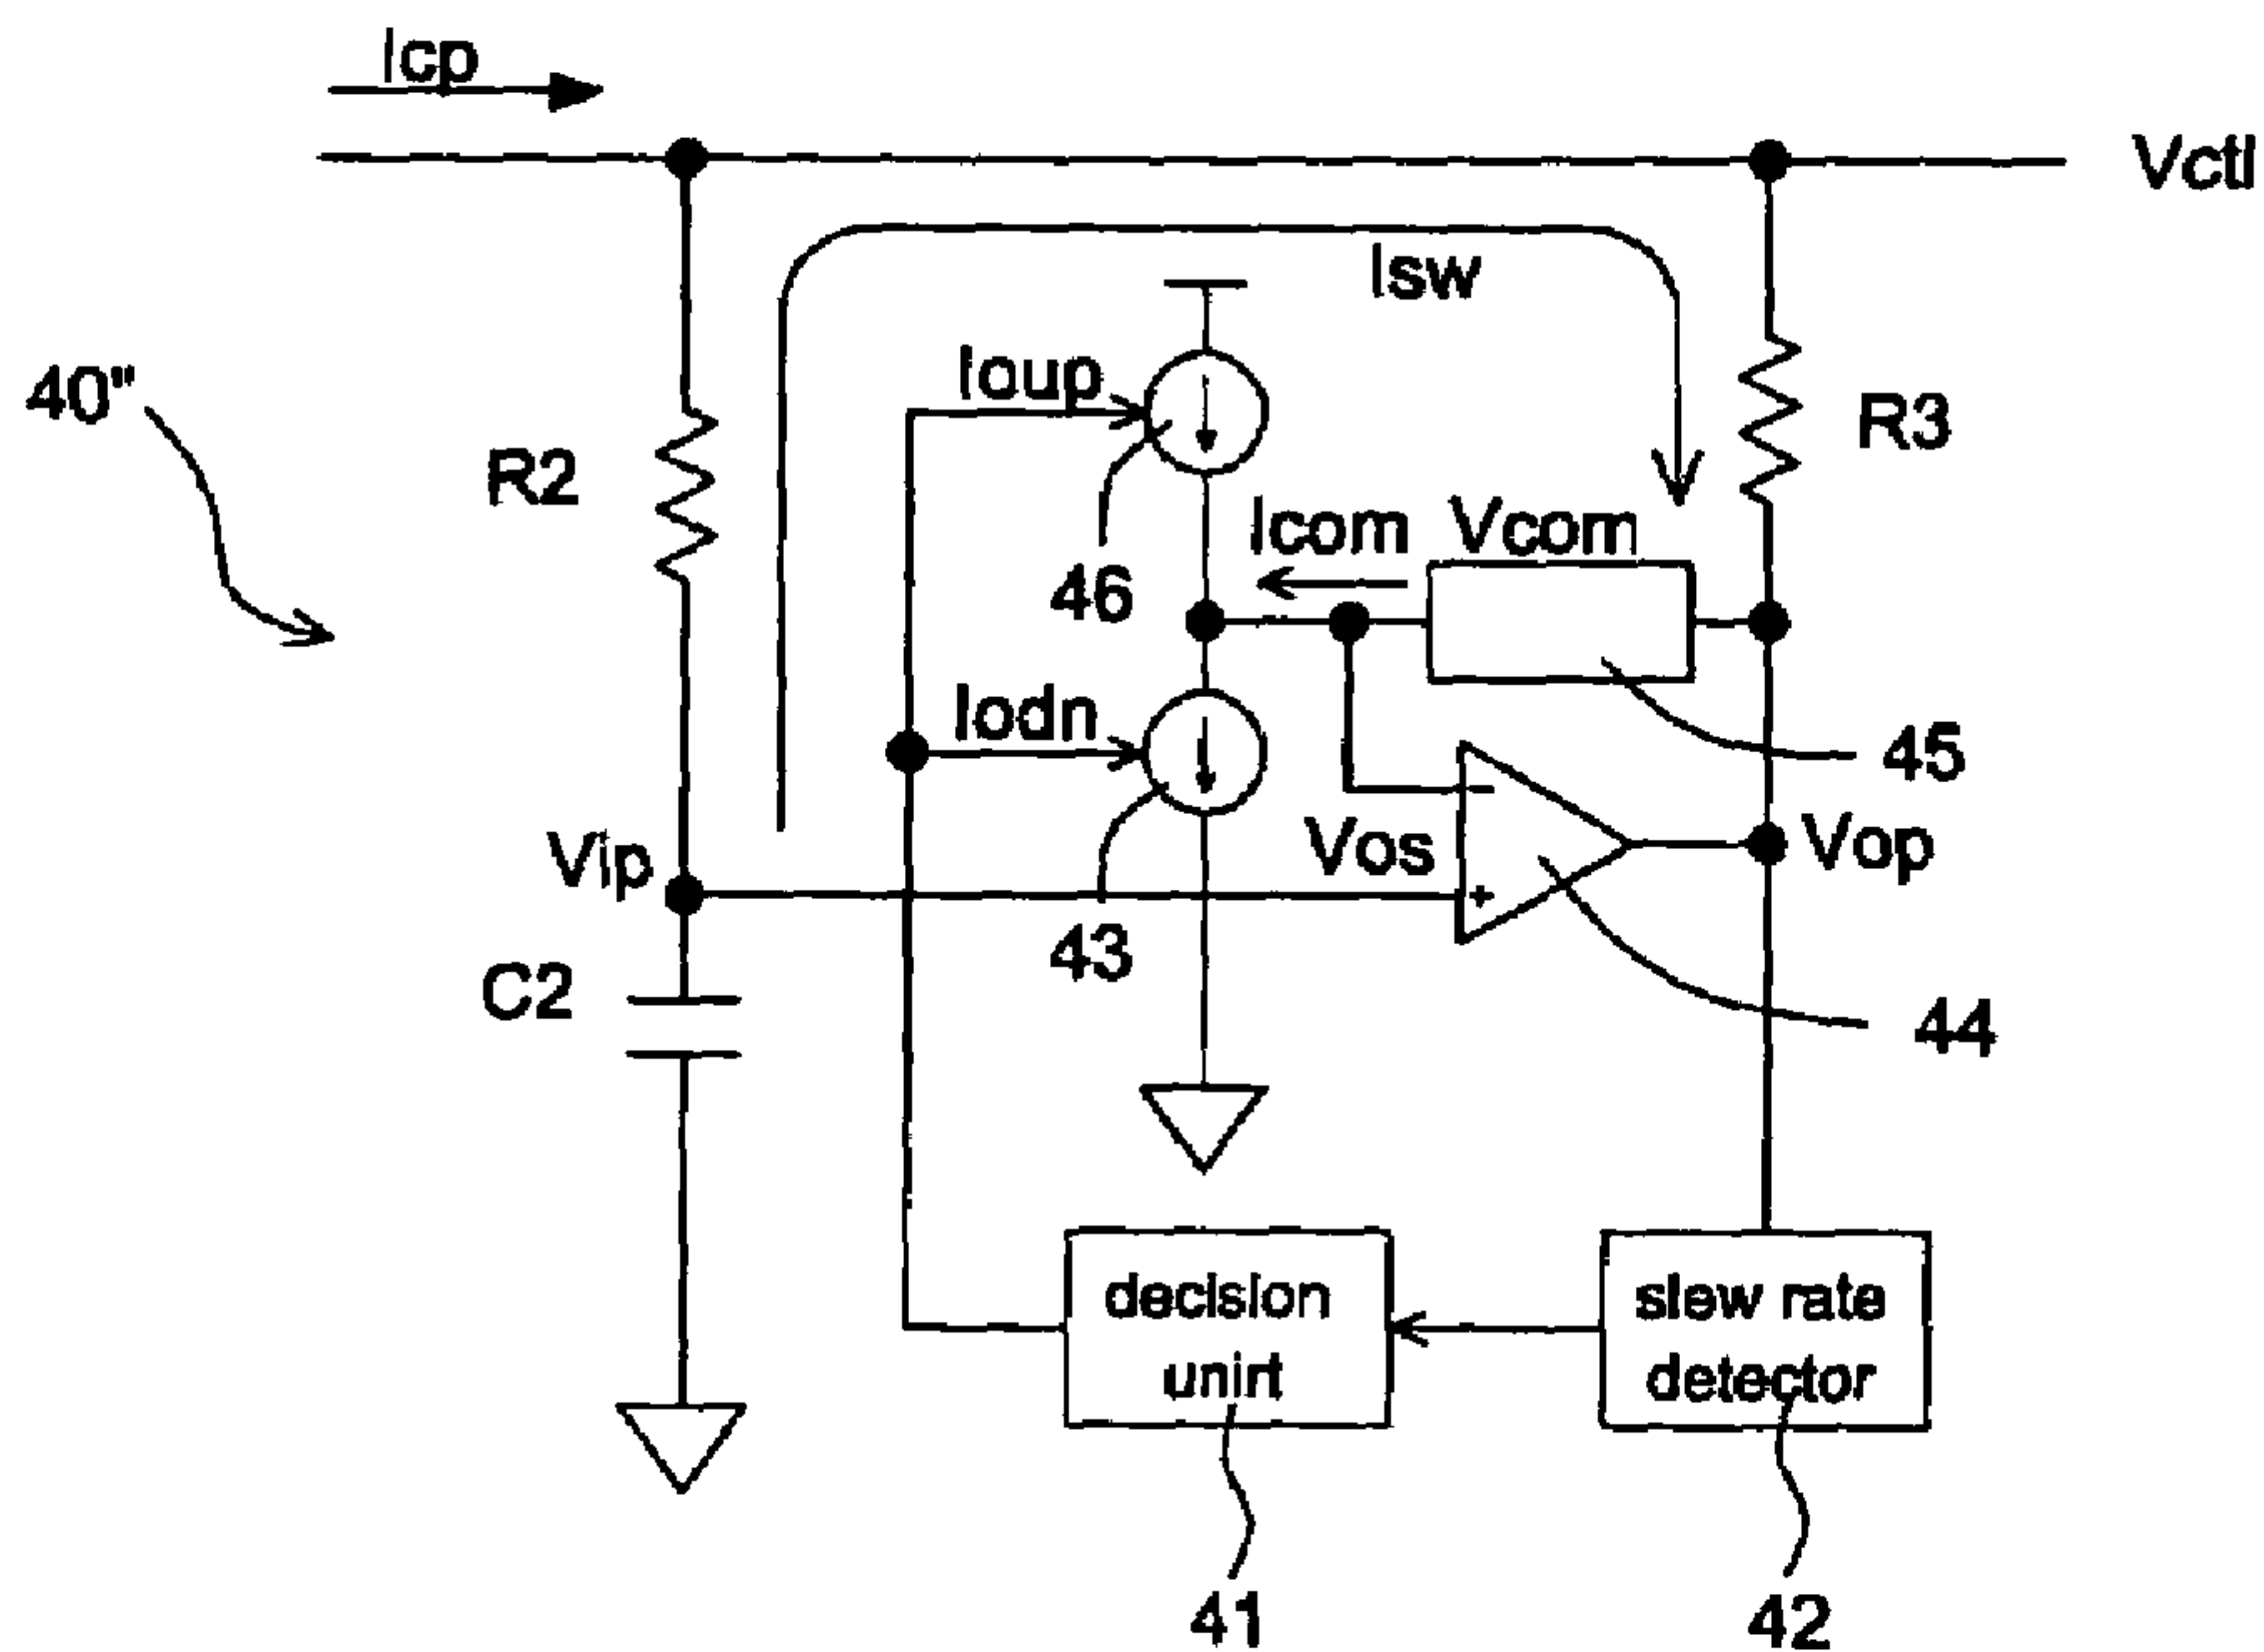 Icp
Vctl
Isw
40"
Ioup
R2
R3
Icom
Vcom
46
Iodn
45
Vip
Vos
Vop
-
+
43
C2
44
decision
unirt
slew rate
detector
41
42